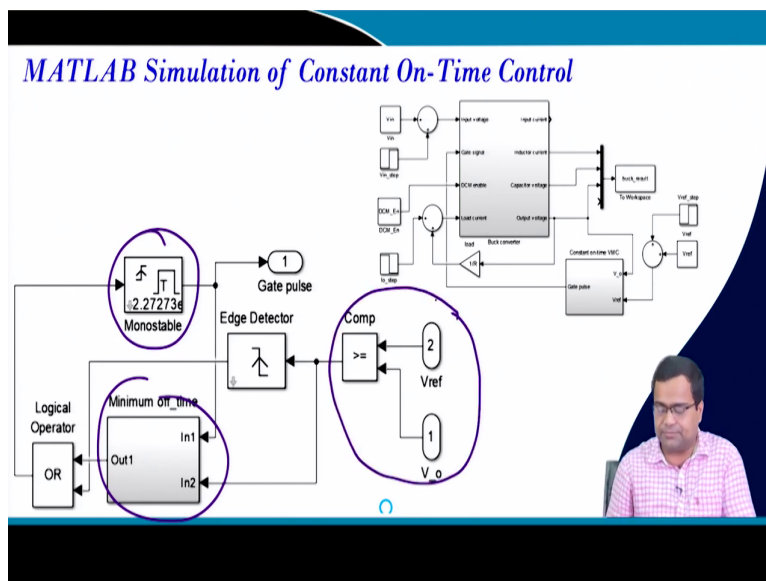 MATLAB Simulation of Constant On-Time Control
Vin
Vin
Vin_step
DCM_En
DCM_En
Io_step
Input voltage
Gate signal
DCM enable
Load current
Input current
Inductor current
Capacitor voltage
Output voltage
Buck converter
load
1/R
buck_result
To Workspace
Vref_step
Vref
Vref
Constant on-time VMC
Gate pulse
V_o
Vref
T
2.27273e
Monostable
1
Gate pulse
Edge Detector
Comp
>=
2
Vref
1
V_o
Minimum off_time
In1
Out1
In2
Logical
Operator
OR